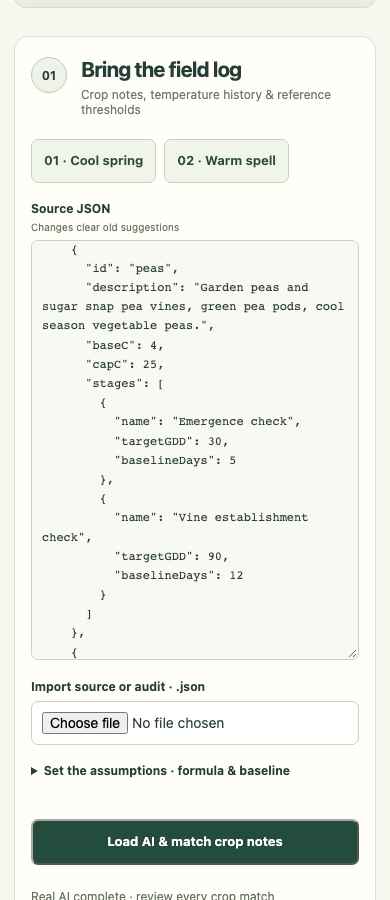 01
Bring the field log
Crop notes, temperature history & reference
thresholds
01 · Cool spring
02 · Warm spell
Source JSON
Changes clear old suggestions
{
"id": "peas",
"description": "Garden peas and
sugar snap pea vines, green pea pods, cool
season vegetable peas.",
"baseC": 4,
"capC": 25,
"stages": [
{
"name": "Emergence check",
"targetGDD": 30,
"baselineDays": 5
},
{
"name": "Vine establishment
check",
"targetGDD": 90,
"baselineDays": 12
}
]
},
{
Import source or audit · .json
Choose file No file chosen
Set the assumptions · formula & baseline
Load AI & match crop notes
Real AI complete · review every crop match